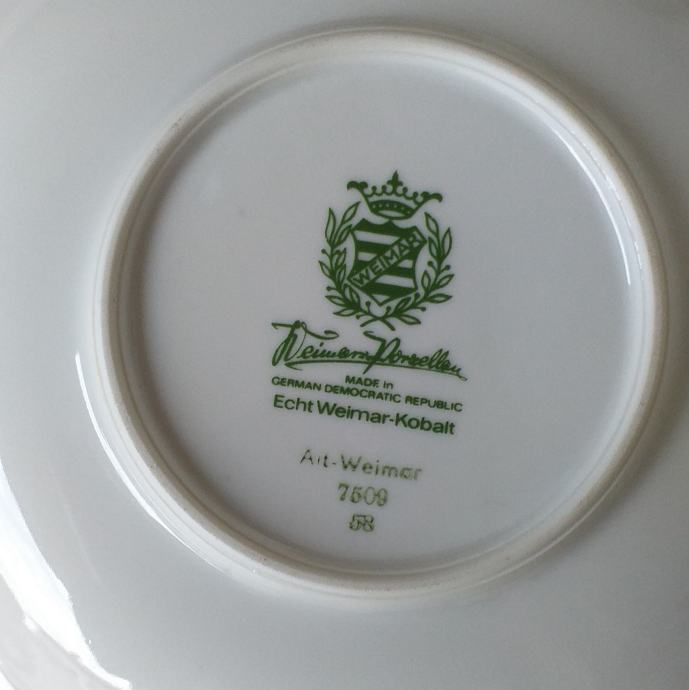 WEIMAR
Weimar Porzellan
MADE in
GERMAN DEMOCRATIC REPUBLIC
Echt Weimar-Kobalt
Alt-Weimar
7509
58